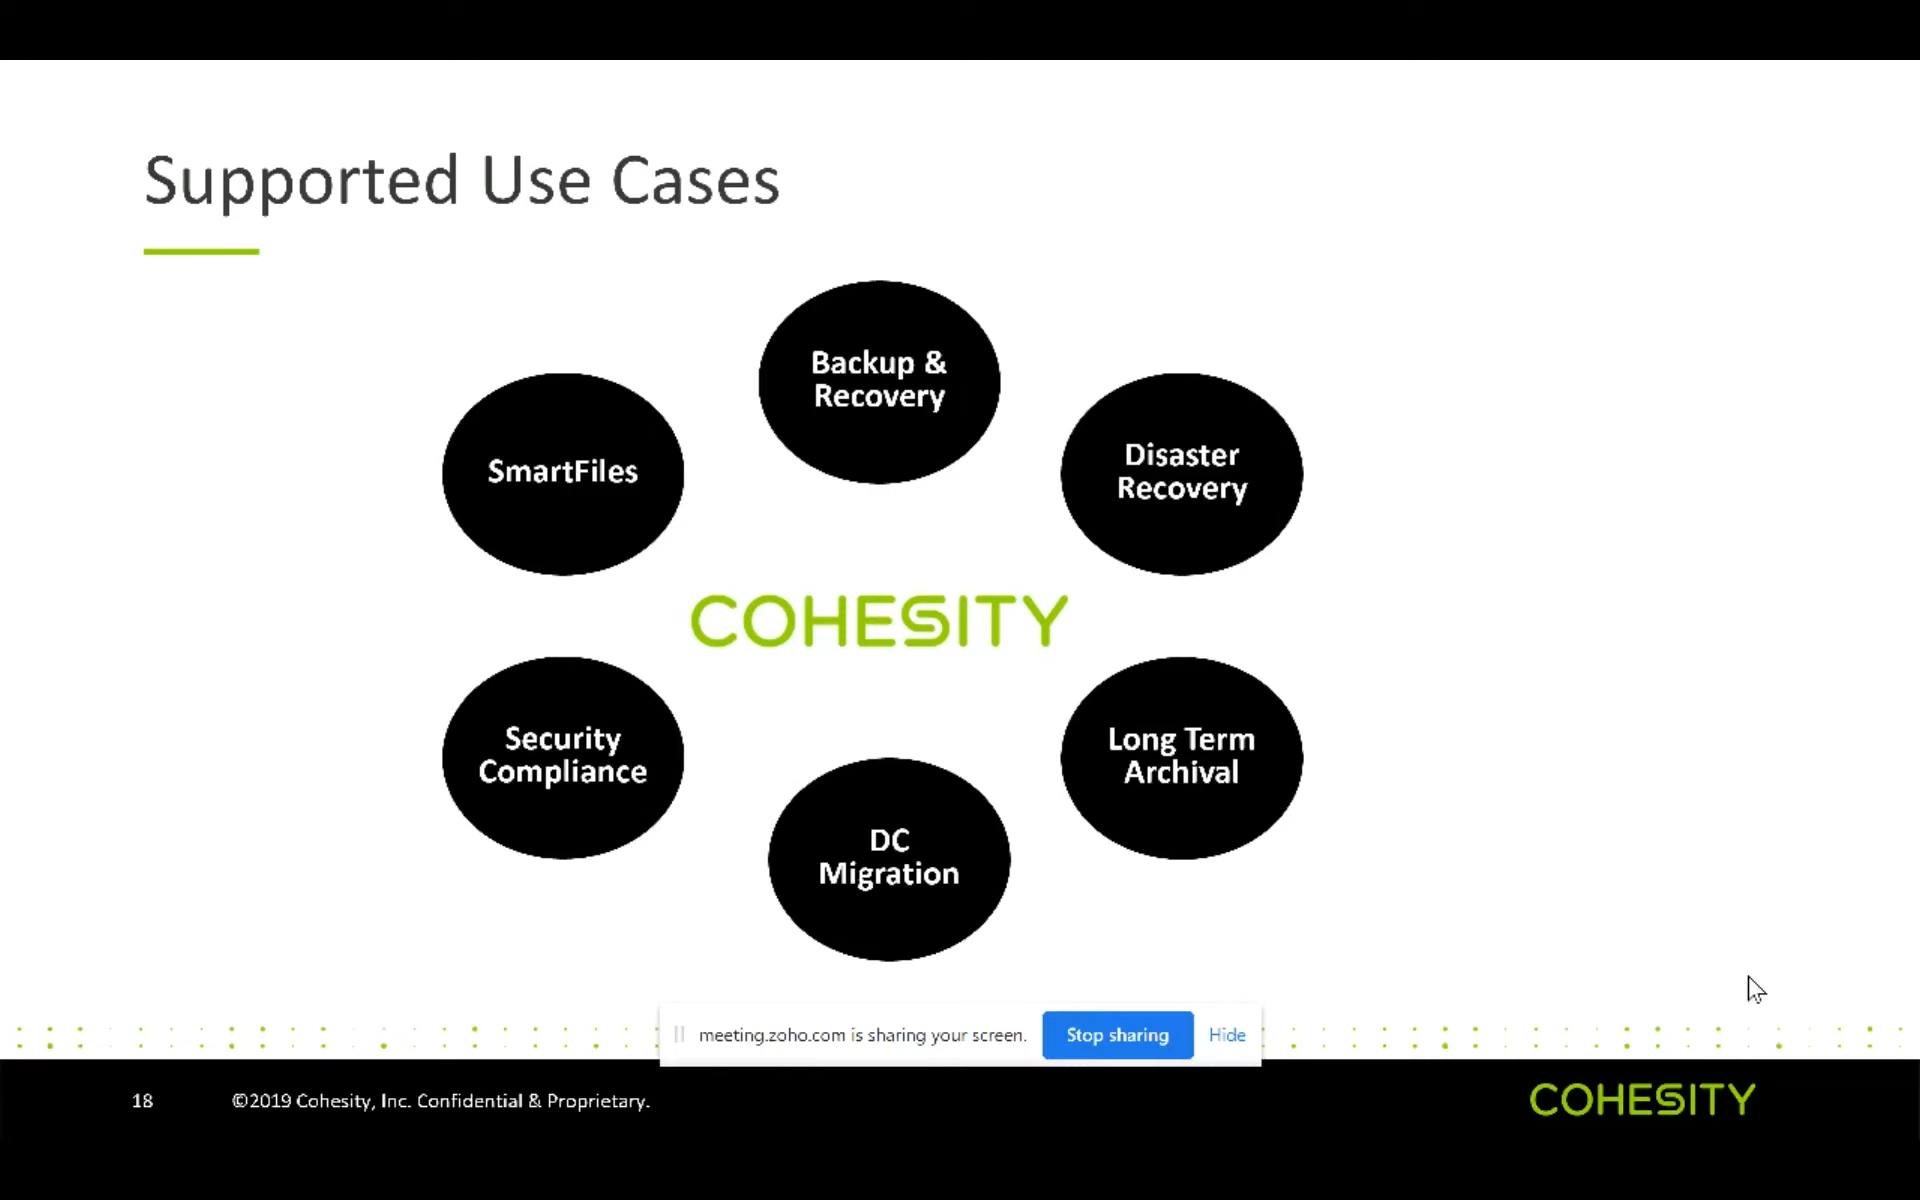 Supported Use Cases
Backup &
Recovery
SmartFiles
Disaster
Recovery
COHESITY
Security
Compliance
Long Term
Archival
DC
Migration
meeting.zoho.com is sharing your screen.
Stop sharing
Hide
18
©2019 Cohesity, Inc. Confidential & Proprietary.
COHESITY